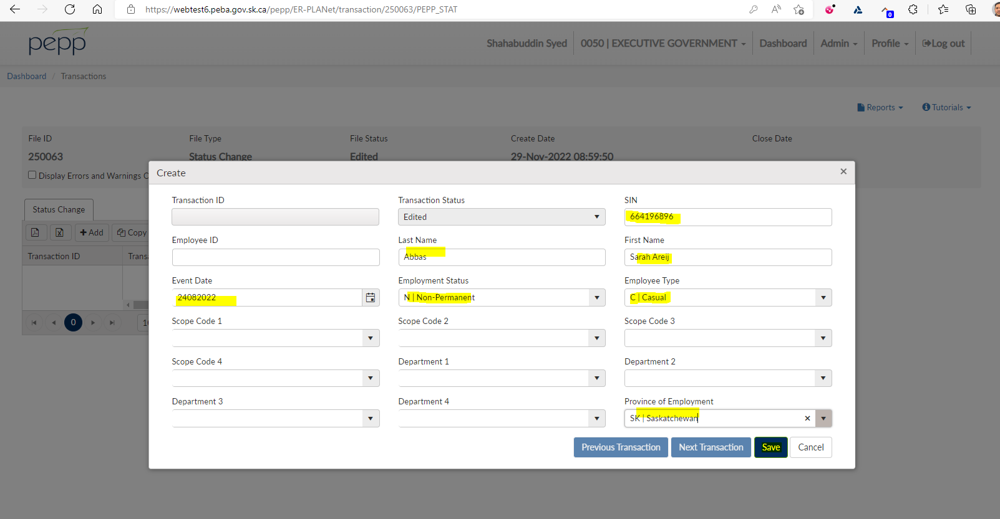 https://webtest6.peba.gov.sk.ca/pepp/ER-PLANet/transaction/250063/PEPP_STAT
0
pepp
Shahabuddin Syed 0050 | EXECUTIVE GOVERNMENT Dashboard Admin Profile Log out
Dashboard / Transactions
Reports Tutorials
File ID File Type File Status Create Date Close Date
250063 Status Change Edited 29-Nov-2022 08:59:50
Display Errors and Warnings
Create
Transaction ID Transaction Status SIN
Edited 664196896
Status Change
Add Copy
Employee ID Last Name First Name
Abbas Sarah Areij
Transaction ID
Event Date Employment Status Employee Type
24082022 N | Non-Permanent C | Casual
Scope Code 1 Scope Code 2 Scope Code 3
0
Scope Code 4 Department 1 Department 2
Department 3 Department 4 Province of Employment
SK | Saskatchewan
Previous Transaction Next Transaction Save Cancel